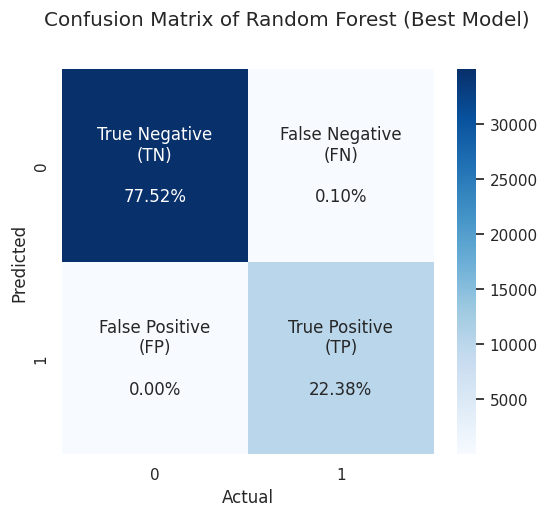 Confusion Matrix of Random Forest (Best Model)
True Negative
(TN)
77.52%
False Negative
(FN)
0.10%
False Positive
(FP)
0.00%
True Positive
(TP)
22.38%
Predicted
0
1
0
1
Actual
30000
25000
20000
15000
10000
5000